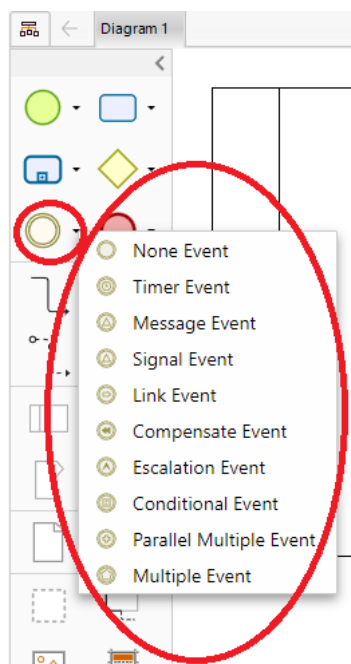 Diagram 1
None Event
Timer Event
Message Event
Signal Event
Link Event
Compensate Event
Escalation Event
Conditional Event
Parallel Multiple Event
Multiple Event